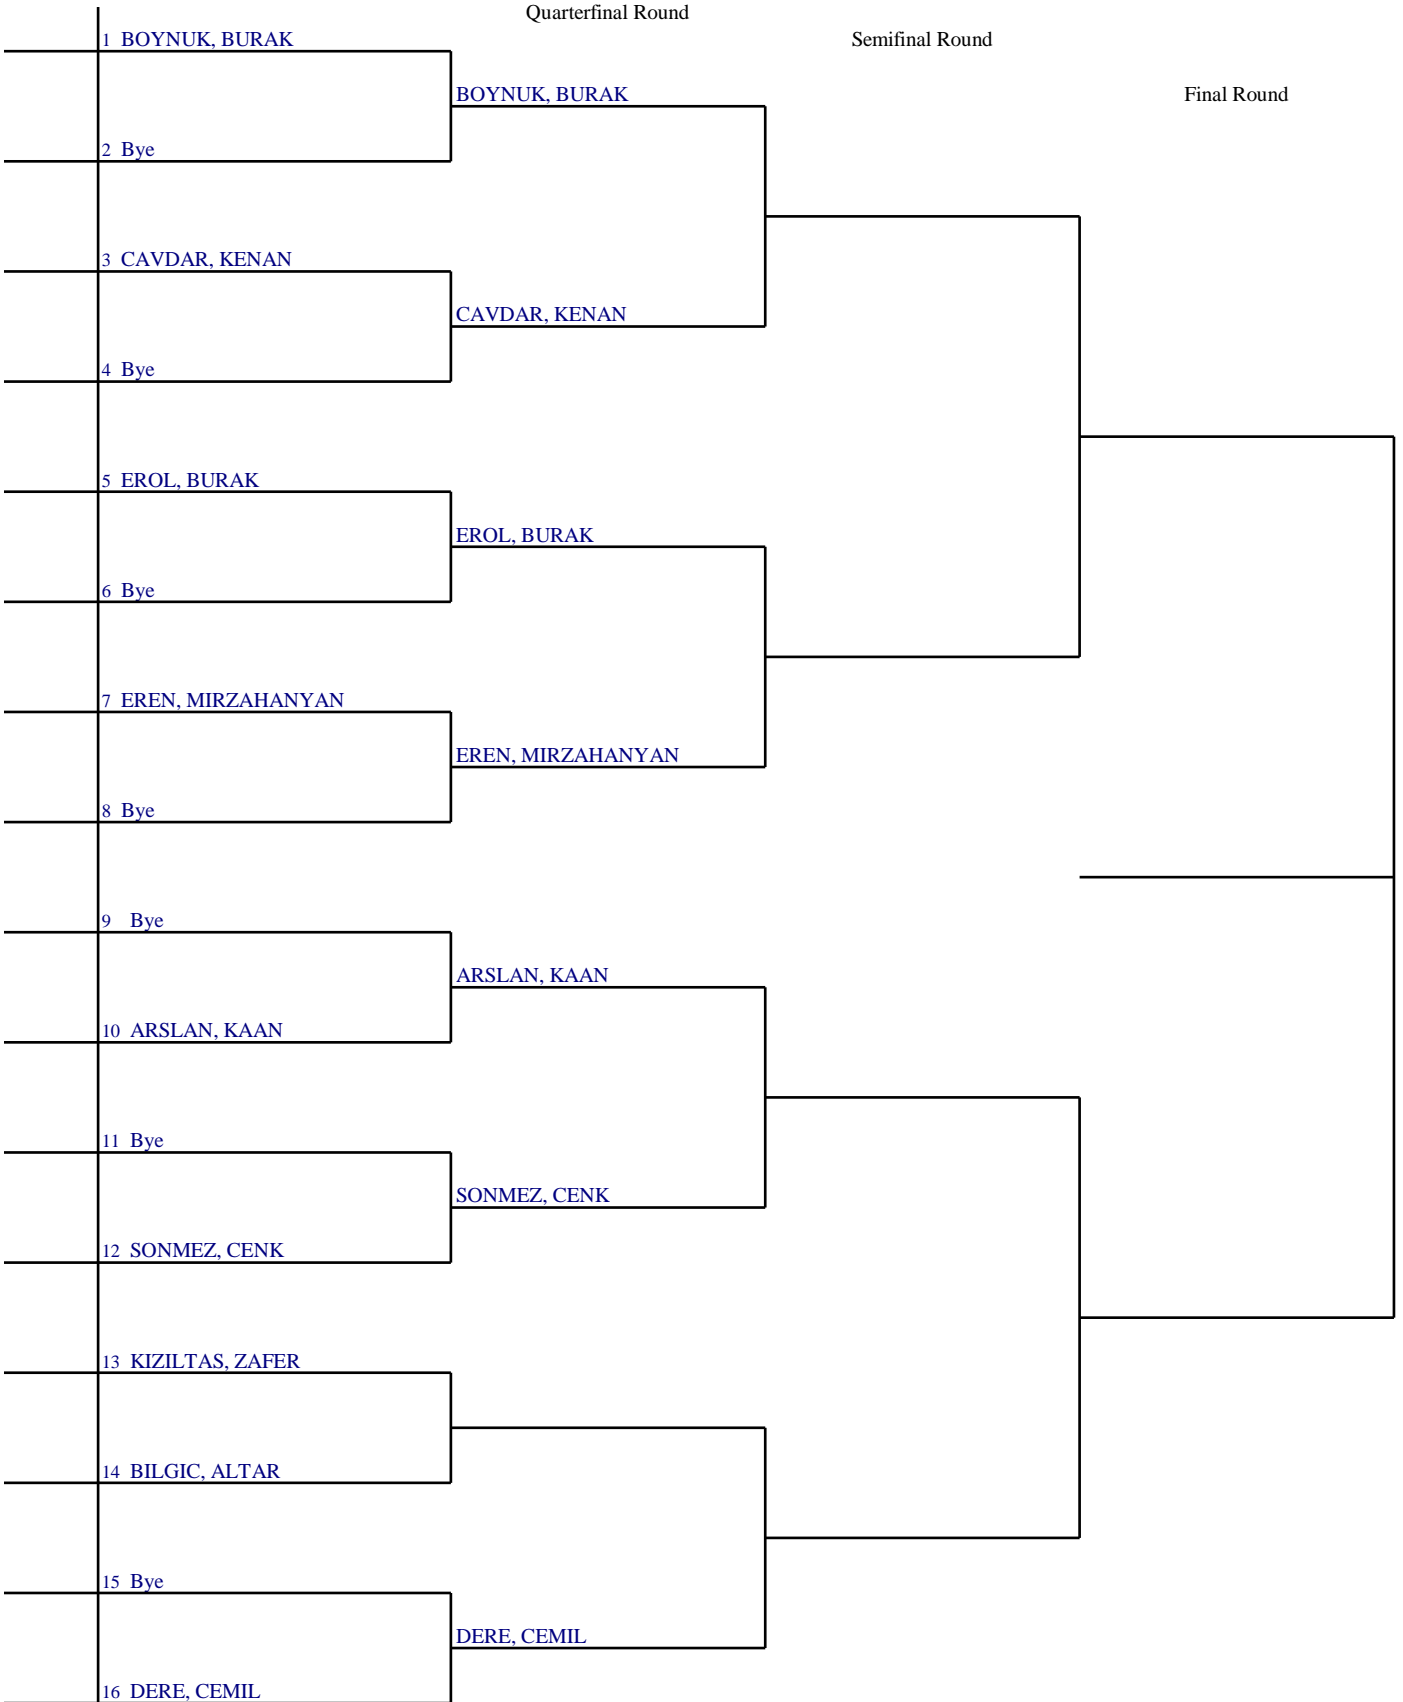 Quarterfinal Round
1 BOYNUK, BURAK
Semifinal Round
BOYNUK, BURAK
Final Round
2 Bye
3 CAVDAR, KENAN
CAVDAR, KENAN
4 Bye
5 EROL, BURAK
EROL, BURAK
6 Bye
7 EREN, MIRZAHANYAN
EREN, MIRZAHANYAN
8 Bye
9 Bye
ARSLAN, KAAN
10 ARSLAN, KAAN
11 Bye
SONMEZ, CENK
12 SONMEZ, CENK
13 KIZILTAS, ZAFER
14 BILGIC, ALTAR
15 Bye
DERE, CEMIL
16 DERE, CEMIL